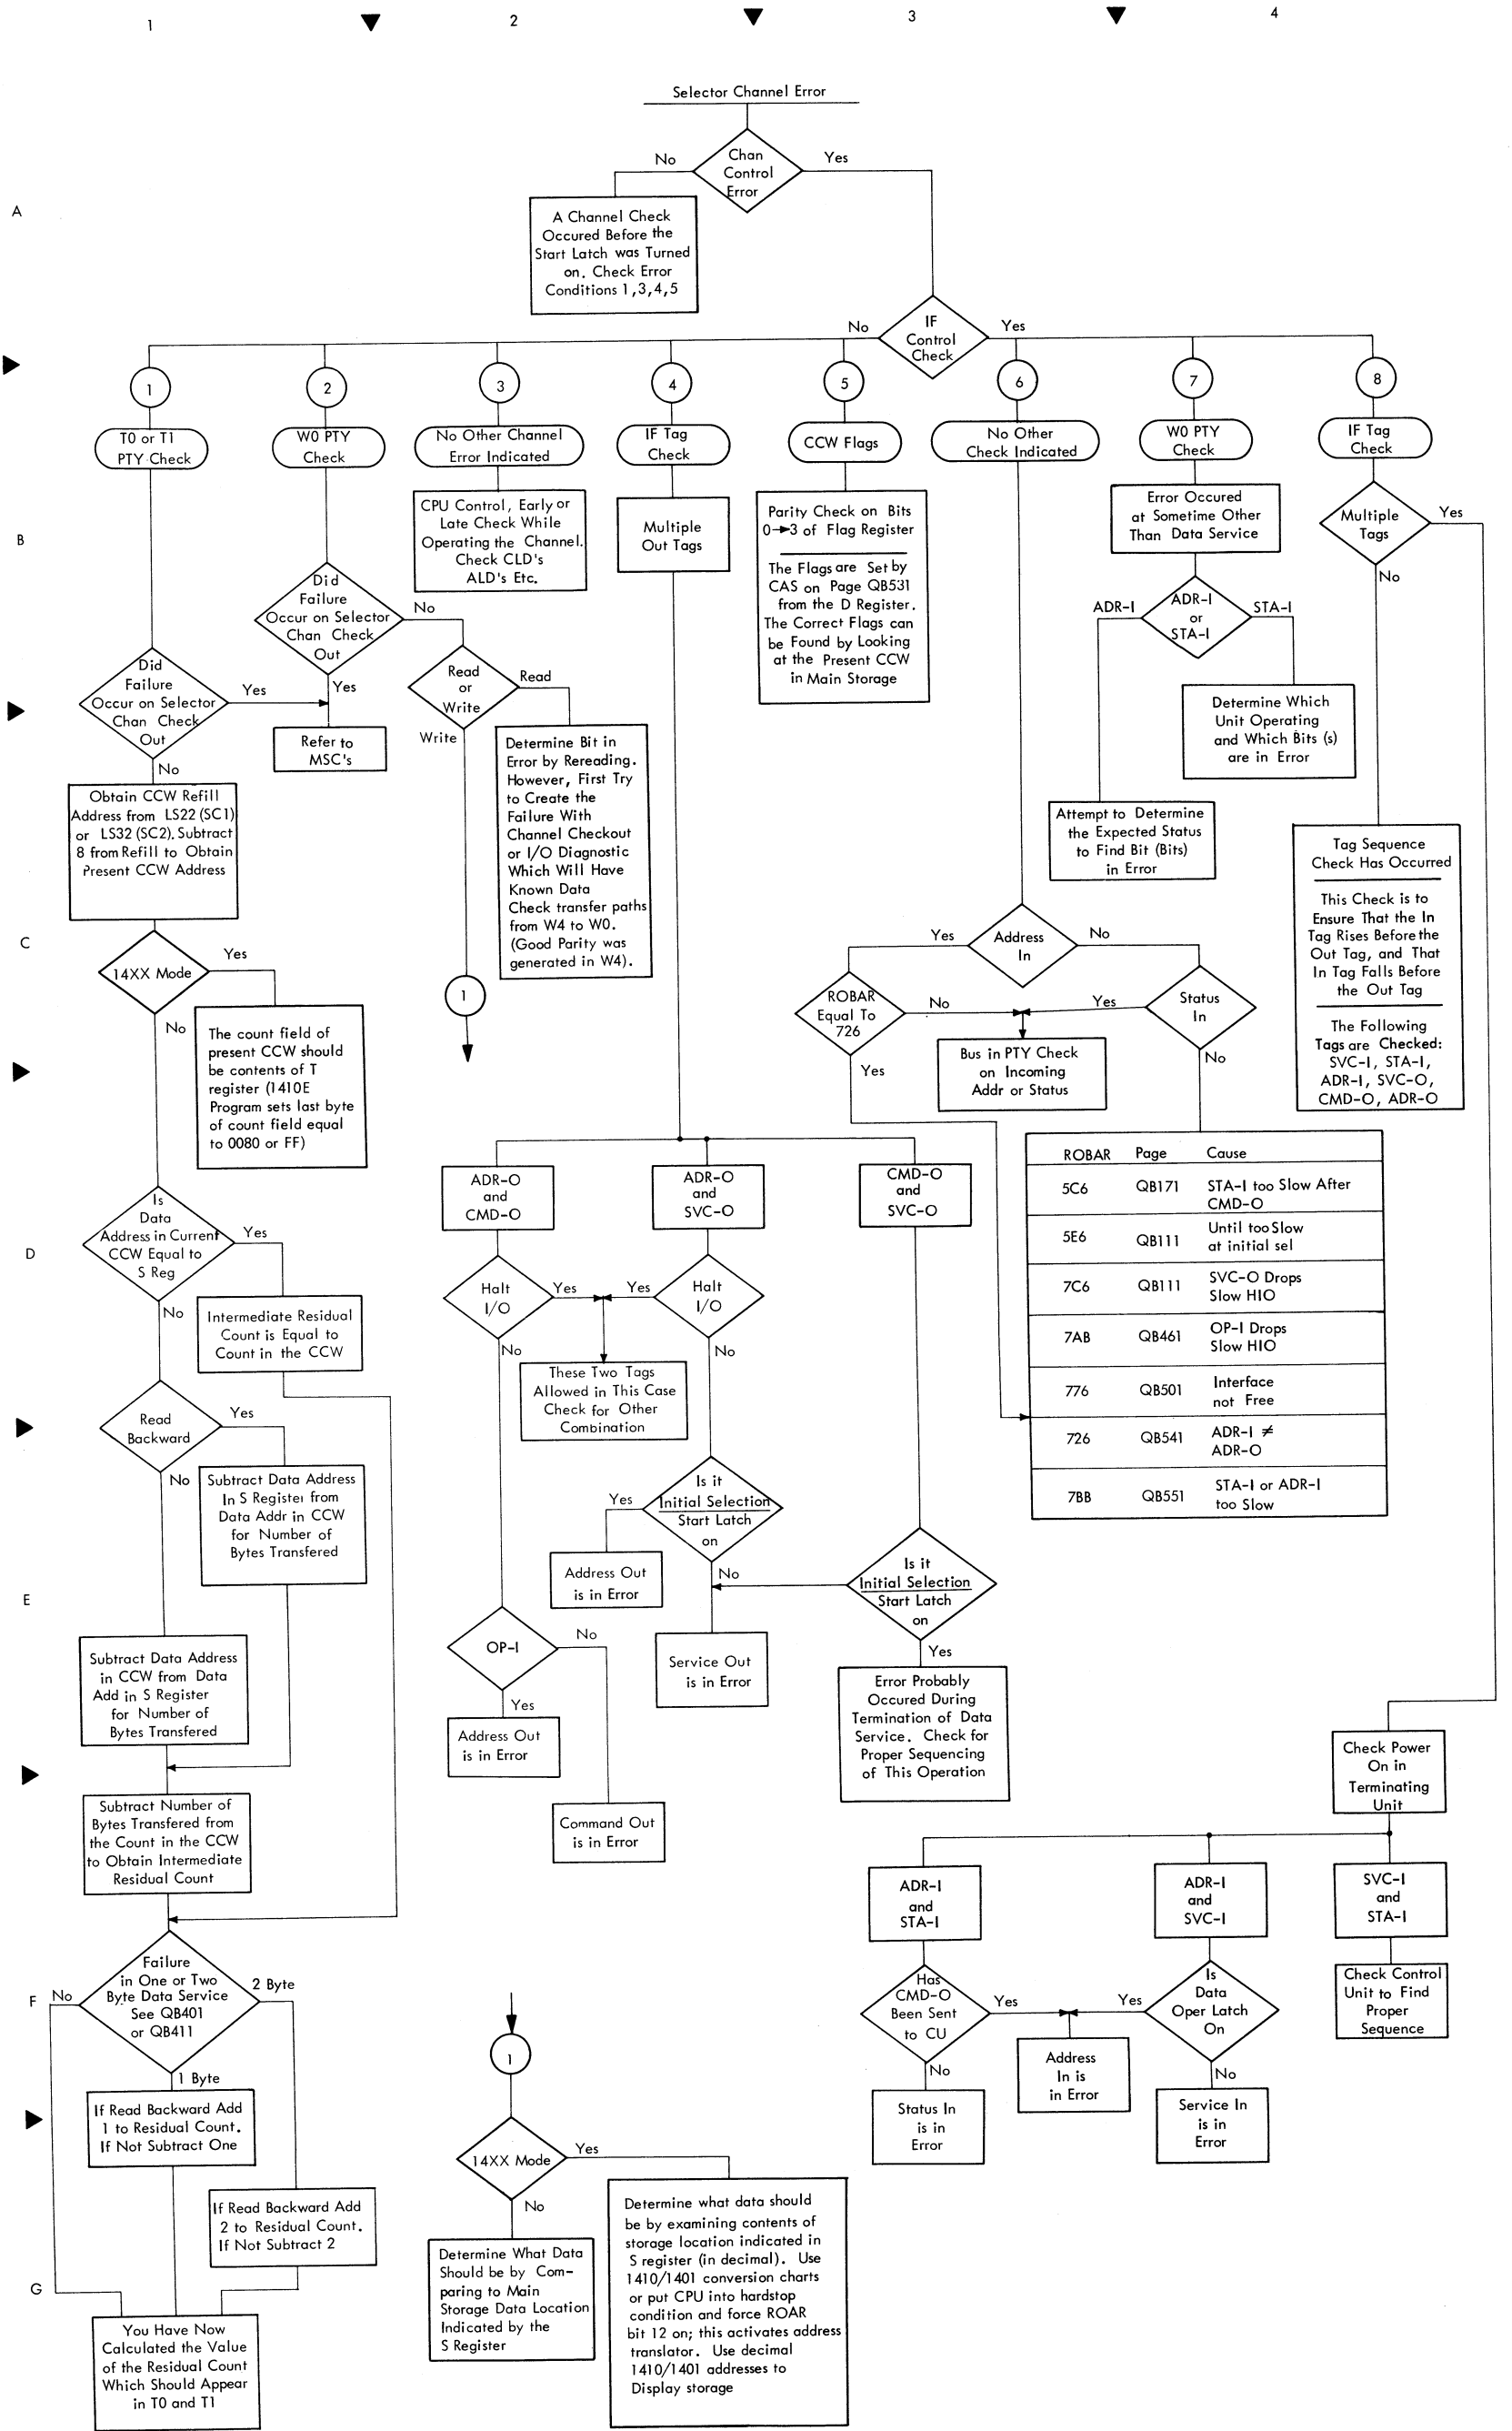 1
2
3
4
Selector Channel Error
Chan
Control
Error
No
Yes
A
A Channel Check
Occured Before the
Start Latch was Turned
on. Check Error
Conditions 1,3,4,5
IF
Control
Check
No
Yes
1
2
3
4
5
6
7
8
T0 or T1
PTY Check
W0 PTY
Check
No Other Channel
Error Indicated
IF Tag
Check
CCW Flags
No Other
Check Indicated
W0 PTY
Check
IF Tag
Check
B
CPU Control, Early or
Late Check While
Operating the Channel.
Check CLD's
ALD's Etc.
Multiple
Out Tags
Parity Check on Bits
0→3 of Flag Register
The Flags are Set by
CAS on Page QB531
from the D Register.
The Correct Flags can
be Found by Looking
at the Present CCW
in Main Storage
Error Occured
at Sometime Other
Than Data Service
Multiple
Tags
Yes
No
ADR-I
or
STA-I
ADR-I
STA-I
Determine Which
Unit Operating
and Which Bits (s)
are in Error
Attempt to Determine
the Expected Status
to Find Bit (Bits)
in Error
Did
Failure
Occur on Selector
Chan Check
Out
No
Yes
Read
or
Write
Read
Write
Did
Failure
Occur on Selector
Chan Check
Out
Yes
No
Refer to
MSC's
Determine Bit in
Error by Rereading.
However, First Try
to Create the
Failure With
Channel Checkout
or I/O Diagnostic
Which Will Have
Known Data
Check transfer paths
from W4 to W0.
(Good Parity was
generated in W4).
1
Obtain CCW Refill
Address from LS22 (SC1)
or LS32 (SC2). Subtract
8 from Refill to Obtain
Present CCW Address
C
14XX Mode
Yes
No
The count field of
present CCW should
be contents of T
register (1410E
Program sets last byte
of count field equal
to 0080 or FF)
Address
In
Yes
No
ROBAR
Equal To
726
No
Yes
Status
In
Yes
No
Bus in PTY Check
on Incoming
Addr or Status
Tag Sequence
Check Has Occurred
This Check is to
Ensure That the In
Tag Rises Before the
Out Tag, and That
In Tag Falls Before
the Out Tag
The Following
Tags are Checked:
SVC-I, STA-I,
ADR-I, SVC-O,
CMD-O, ADR-O
ROBAR Page Cause
5C6 QB171 STA-I too Slow After
CMD-O
5E6 QB111 Until too Slow
at initial sel
7C6 QB111 SVC-O Drops
Slow HIO
7AB QB461 OP-I Drops
Slow HIO
776 QB501 Interface
not Free
726 QB541 ADR-I ≠
ADR-O
7BB QB551 STA-I or ADR-I
too Slow
ADR-O
and
CMD-O
ADR-O
and
SVC-O
CMD-O
and
SVC-O
D
Is
Data
Address in Current
CCW Equal to
S Reg
Yes
No
Intermediate Residual
Count is Equal to
Count in the CCW
Halt
I/O
Yes
No
Halt
I/O
Yes
No
These Two Tags
Allowed in This Case
Check for Other
Combination
Read
Backward
Yes
No
Subtract Data Address
In S Register from
Data Addr in CCW
for Number of
Bytes Transfered
Is it
Initial Selection
Start Latch
on
Yes
No
Address Out
is in Error
Is it
Initial Selection
Start Latch
on
Yes
E
OP-I
No
Yes
Service Out
is in Error
Error Probably
Occured During
Termination of Data
Service. Check for
Proper Sequencing
of This Operation
Subtract Data Address
in CCW from Data
Add in S Register
for Number of
Bytes Transfered
Address Out
is in Error
Command Out
is in Error
Check Power
On in
Terminating
Unit
Subtract Number of
Bytes Transfered from
the Count in the CCW
to Obtain Intermediate
Residual Count
ADR-I
and
STA-I
ADR-I
and
SVC-I
SVC-I
and
STA-I
F
Failure
in One or Two
Byte Data Service
See QB401
or QB411
No
2 Byte
1 Byte
1
Has
CMD-O
Been Sent
to CU
Yes
No
Is
Data
Oper Latch
On
Yes
No
Address
In is
in Error
Check Control
Unit to Find
Proper
Sequence
If Read Backward Add
1 to Residual Count.
If Not Subtract One
Status In
is in
Error
Service In
is in
Error
14XX Mode
Yes
No
If Read Backward Add
2 to Residual Count.
If Not Subtract 2
Determine What Data
Should be by Com-
paring to Main
Storage Data Location
Indicated by the
S Register
Determine what data should
be by examining contents of
storage location indicated in
S register (in decimal). Use
1410/1401 conversion charts
or put CPU into hardstop
condition and force ROAR
bit 12 on; this activates address
translator. Use decimal
1410/1401 addresses to
Display storage
G
You Have Now
Calculated the Value
of the Residual Count
Which Should Appear
in T0 and T1